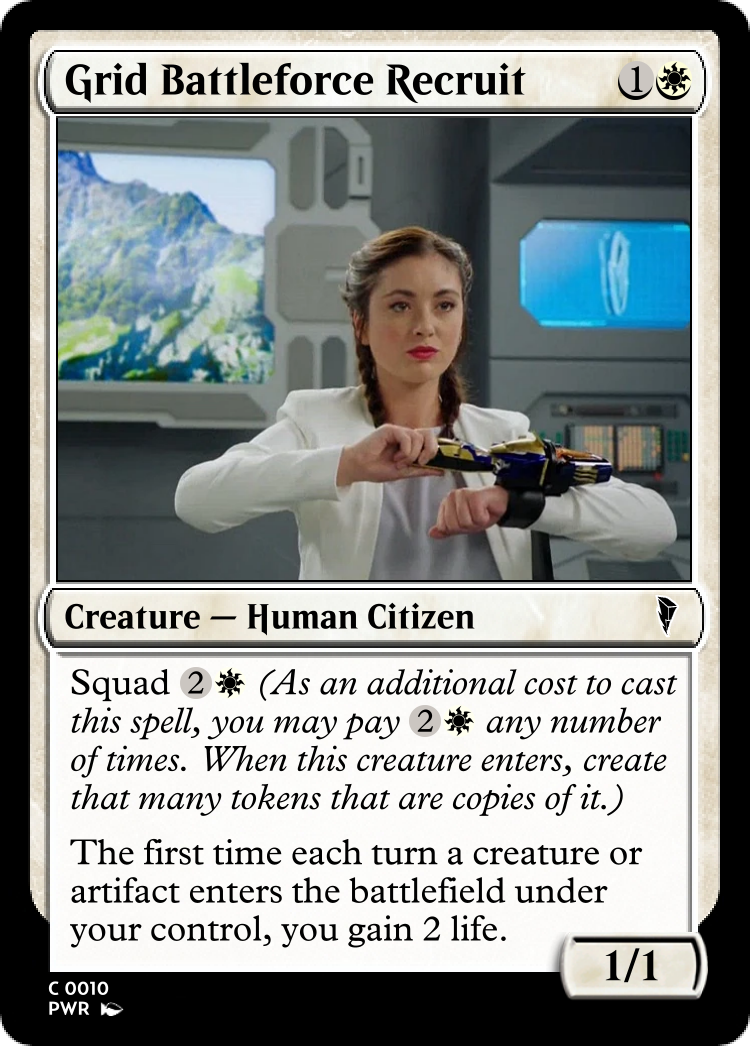 Grid Battleforce Recruit 1
Creature — Human Citizen
Squad 2 (As an additional cost to cast
this spell, you may pay 2 any number
of times. When this creature enters, create
that many tokens that are copies of it.)
The first time each turn a creature or
artifact enters the battlefield under
your control, you gain 2 life.
1/1
C 0010
PWR